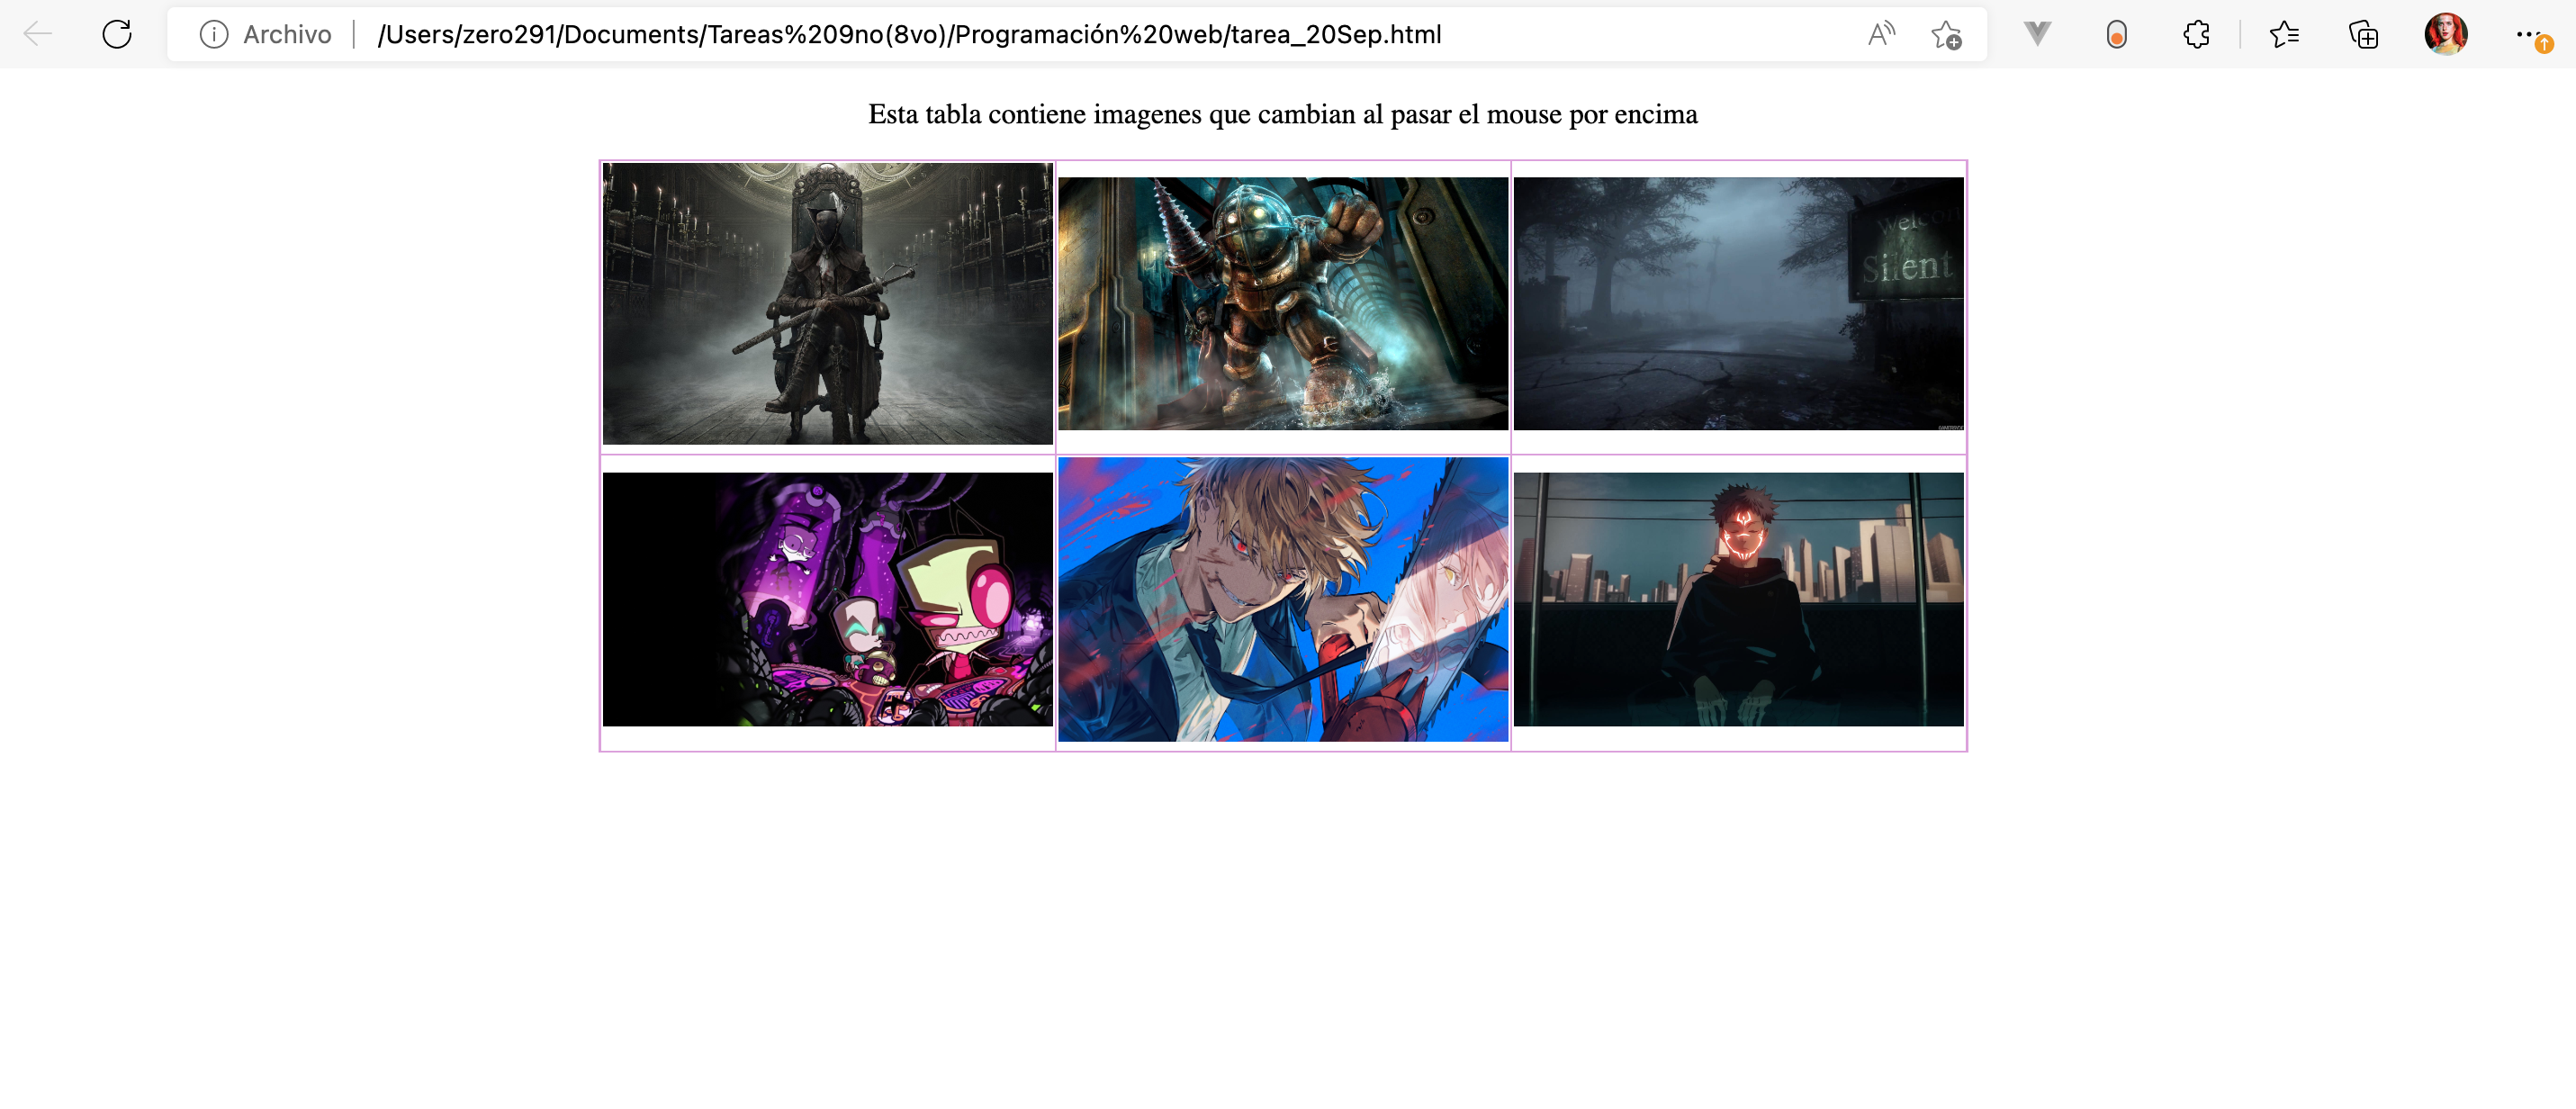 Archivo /Users/zero291/Documents/Tareas%209no(8vo)/Programación%20web/tarea_20Sep.html
Esta tabla contiene imagenes que cambian al pasar el mouse por encima
Silent